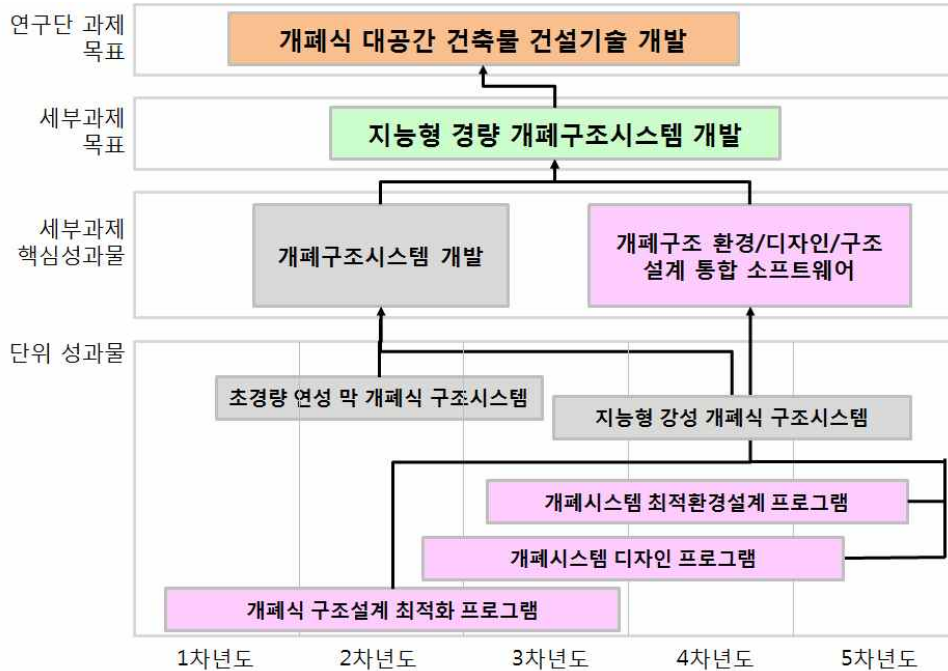 연구단 과제
목표
개폐식 대공간 건축물 건설기술 개발
세부과제
목표
지능형 경량 개폐구조시스템 개발
세부과제
핵심성과물
개폐구조시스템 개발
개폐구조 환경/디자인/구조
설계 통합 소프트웨어
단위 성과물
초경량 연성 막 개폐식 구조시스템
지능형 강성 개폐식 구조시스템
개폐시스템 최적환경설계 프로그램
개폐시스템 디자인 프로그램
개폐식 구조설계 최적화 프로그램
1차년도 2차년도 3차년도 4차년도 5차년도